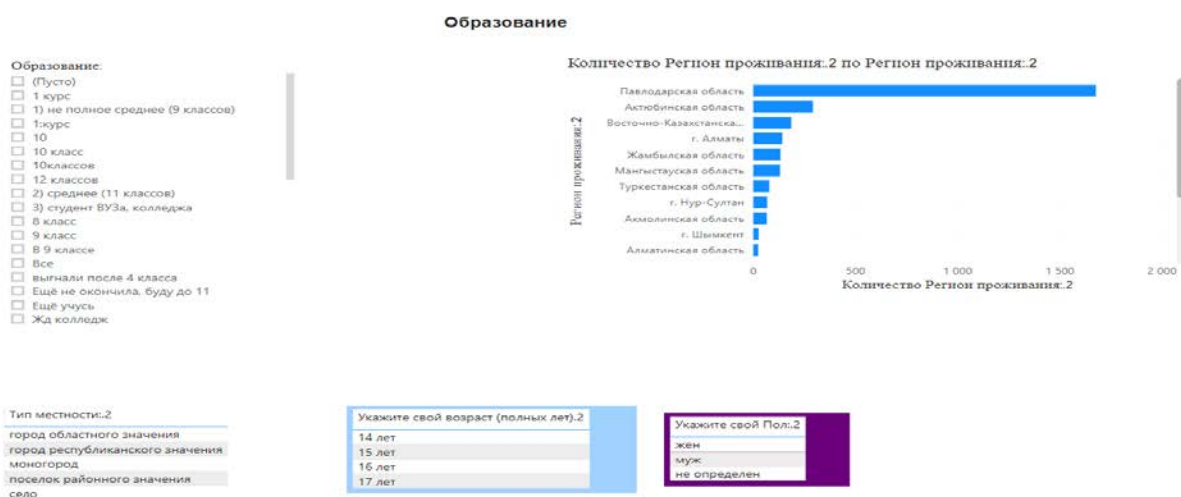 Образование
Образование:
(Пусто)
1 курс
1) не полное среднее (9 классов)
1:курс
10
10 класс
10классов
12 классов
2) среднее (11 классов)
3) студент ВУЗа, колледжа
8 класс
9 класс
В 9 классе
Все
выгнали после 4 класса
Ещё не окончила, буду до 11
Ещё учусь
Жд колледж
Количество Регион проживания:.2 по Регион проживания:.2
Регион проживания:.2
Павлодарская область
Актюбинская область
Восточно-Казахстанска...
г. Алматы
Жамбылская область
Мангыстауская область
Туркестанская область
г. Нур-Султан
Акмолинская область
г. Шымкент
Алматинская область
0 500 1 000 1 500 2 000
Количество Регион проживания:.2
Тип местности:.2
город областного значения
город республиканского значения
моногород
поселок районного значения
село
Укажите свой возраст (полных лет).2
14 лет
15 лет
16 лет
17 лет
Укажите свой Пол:.2
жен
муж
не определен